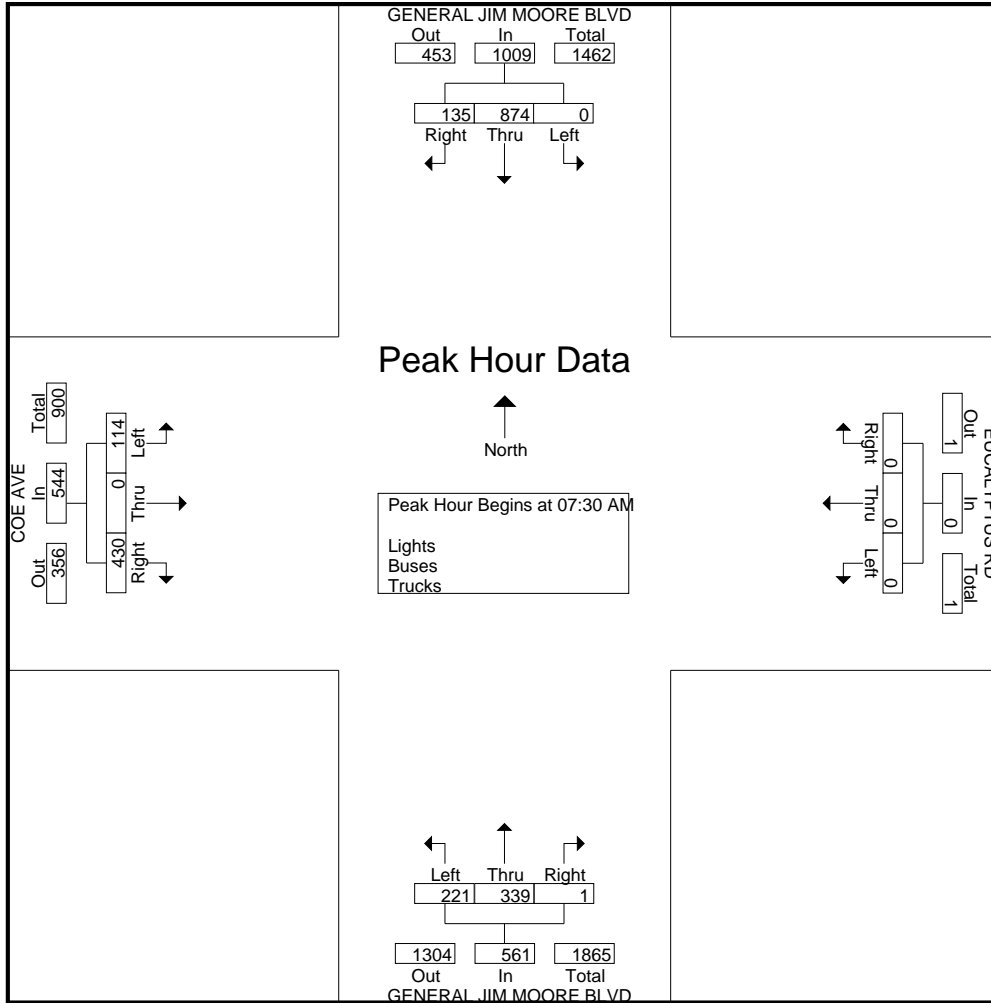 GENERAL JIM MOORE BLVD
Out In Total
453 1009 1462
135 874 0
Right Thru Left
Peak Hour Data
North
Peak Hour Begins at 07:30 AM
Lights
Buses
Trucks
COE AVE
Total In Out
900 544 356
114 0 430
Left Thru Right
EUCALYPTUS RD
Out In Total
1 0 1
0 0 0
Right Thru Left
Left Thru Right
221 339 1
1304 561 1865
Out In Total
GENERAL JIM MOORE BLVD